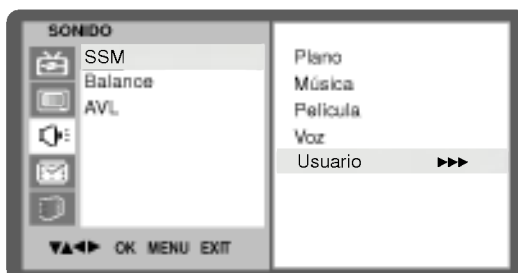 SONIDO
SSM
Balance
AVL
▼▲◀▶ OK MENU EXIT
Plano
Música
Película
Voz
Usuario ▶▶▶